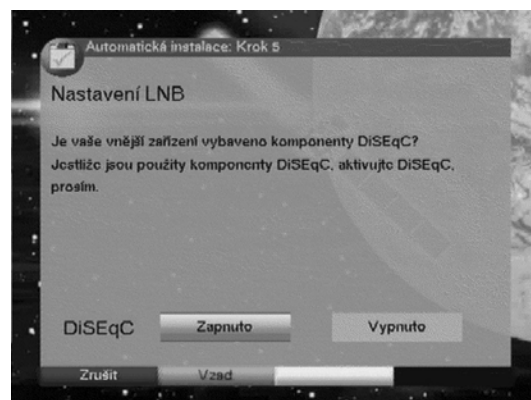 Automatická instalace: Krok 5
Nastavení LNB
Je vaše vnější zařízení vybaveno komponenty DiSEqC?
Jestliže jsou použity komponenty DiSEqC, aktivujte DiSEqC,
prosím.
DiSEqC Zapnuto Vypnuto
Zrušit Vzad